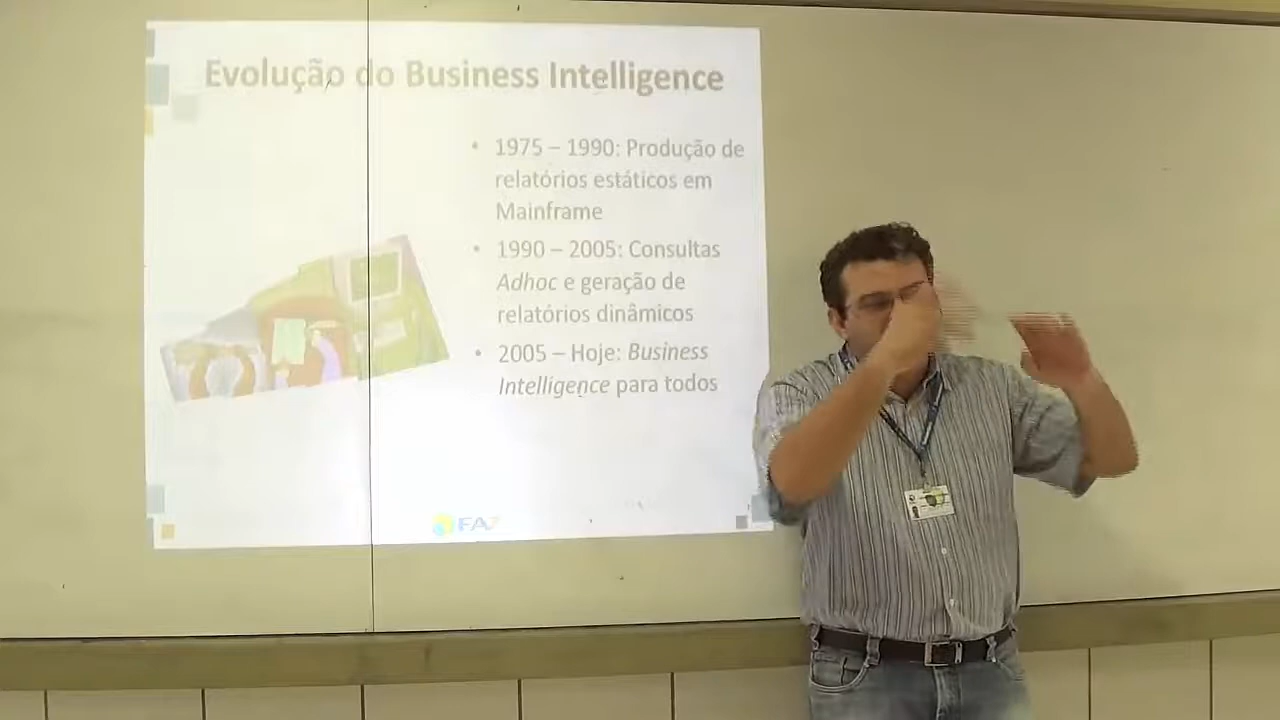 Evolução do Business Intelligence
• 1975 – 1990: Produção de
relatórios estáticos em
Mainframe
• 1990 – 2005: Consultas
Adhoc e geração de
relatórios dinâmicos
• 2005 – Hoje: Business
Intelligence para todos
FA7